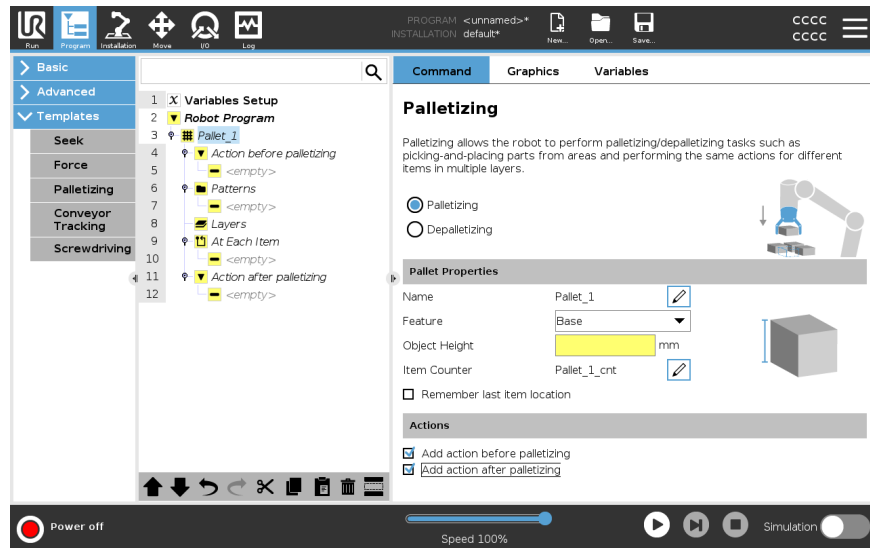 UR
Run
Program
Installation
Move
I/O
Log
PROGRAM <unnamed>*
INSTALLATION default*
New...
Open...
Save...
CCCC
CCCC
Basic
Advanced
Templates
Seek
Force
Palletizing
Conveyor
Tracking
Screwdriving
1 X Variables Setup
2 Robot Program
3 Pallet_1
4 Action before palletizing
5 <empty>
6 Patterns
7 <empty>
8 Layers
9 At Each Item
10 <empty>
11 Action after palletizing
12 <empty>
Command Graphics Variables
Palletizing
Palletizing allows the robot to perform palletizing/depalletizing tasks such as
picking-and-placing parts from areas and performing the same actions for different
items in multiple layers.
Palletizing
Depalletizing
Pallet Properties
Name Pallet_1
Feature Base
Object Height mm
Item Counter Pallet_1_cnt
Remember last item location
Actions
Add action before palletizing
Add action after palletizing
Power off
Speed 100%
Simulation